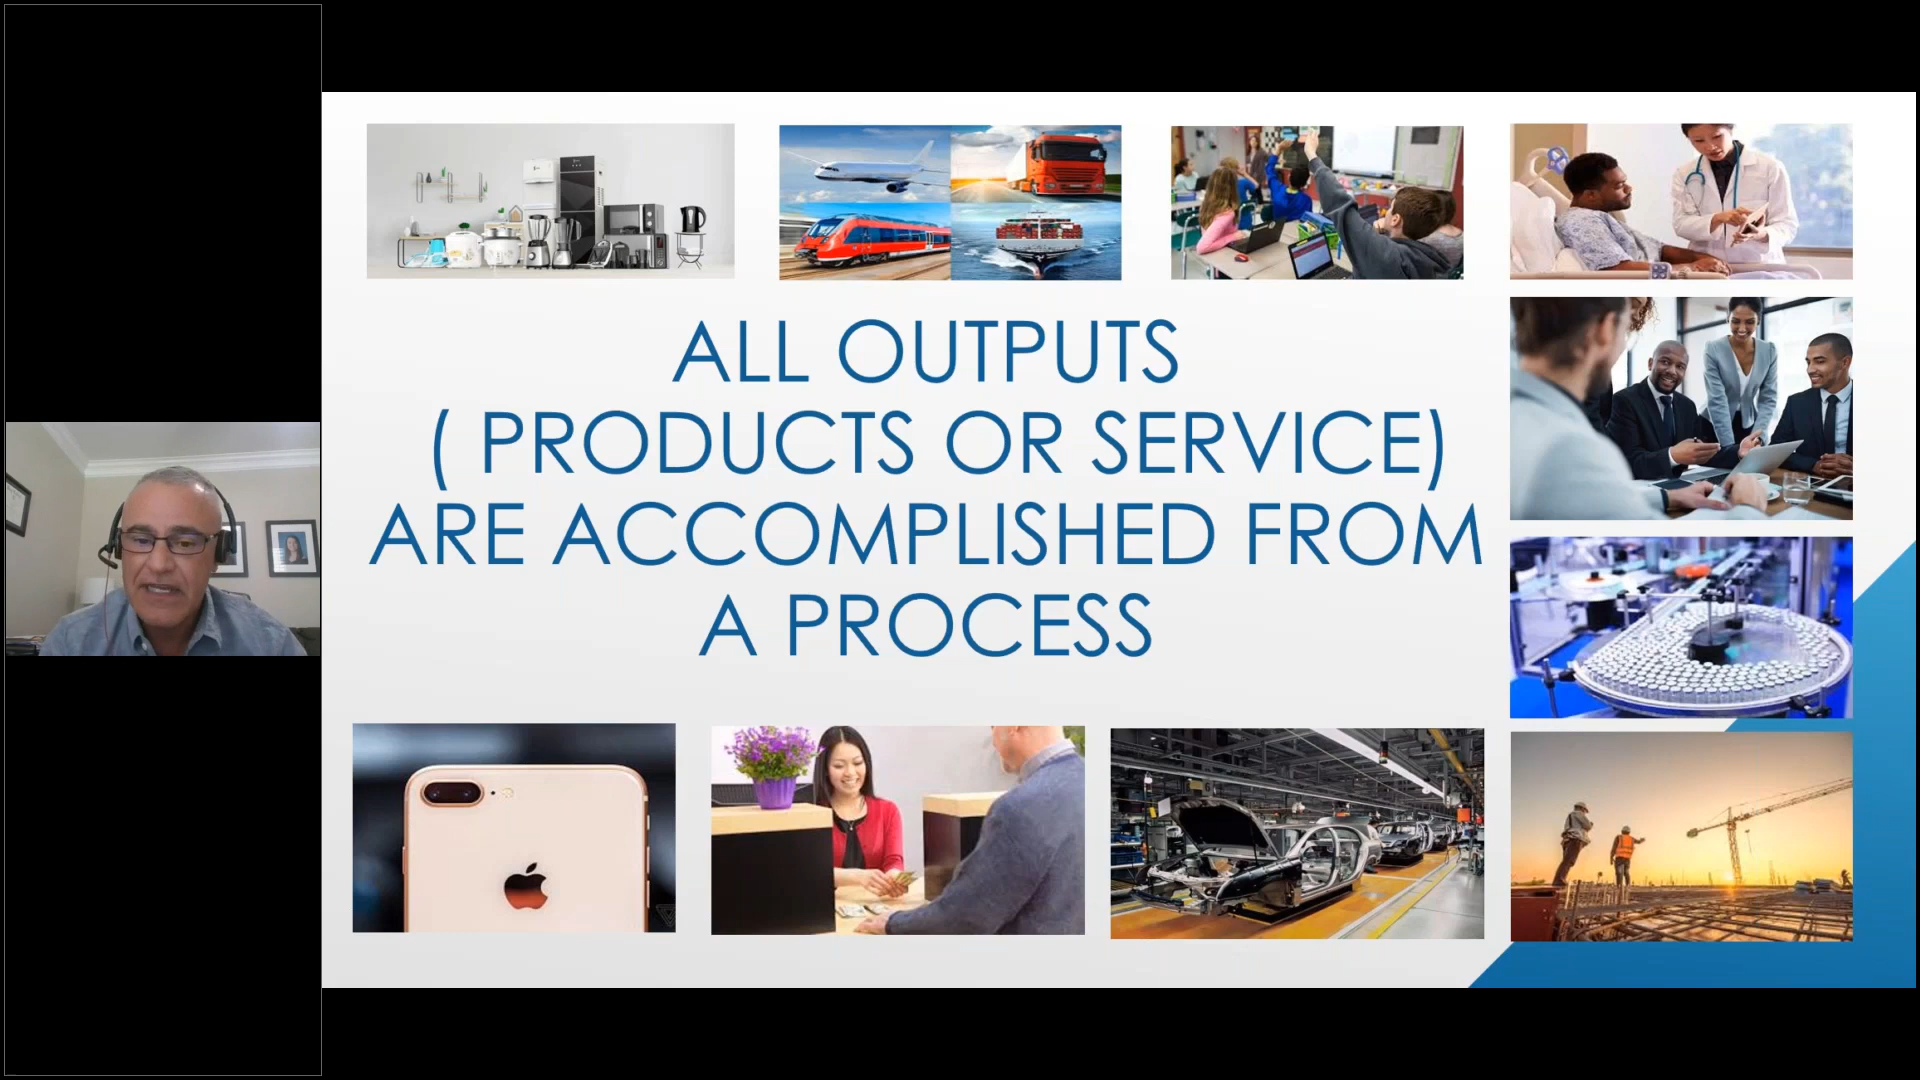 ALL OUTPUTS
( PRODUCTS OR SERVICE)
ARE ACCOMPLISHED FROM
A PROCESS